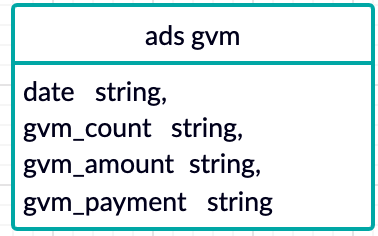 ads gvm
date string,
gvm_count string,
gvm_amount string,
gvm_payment string